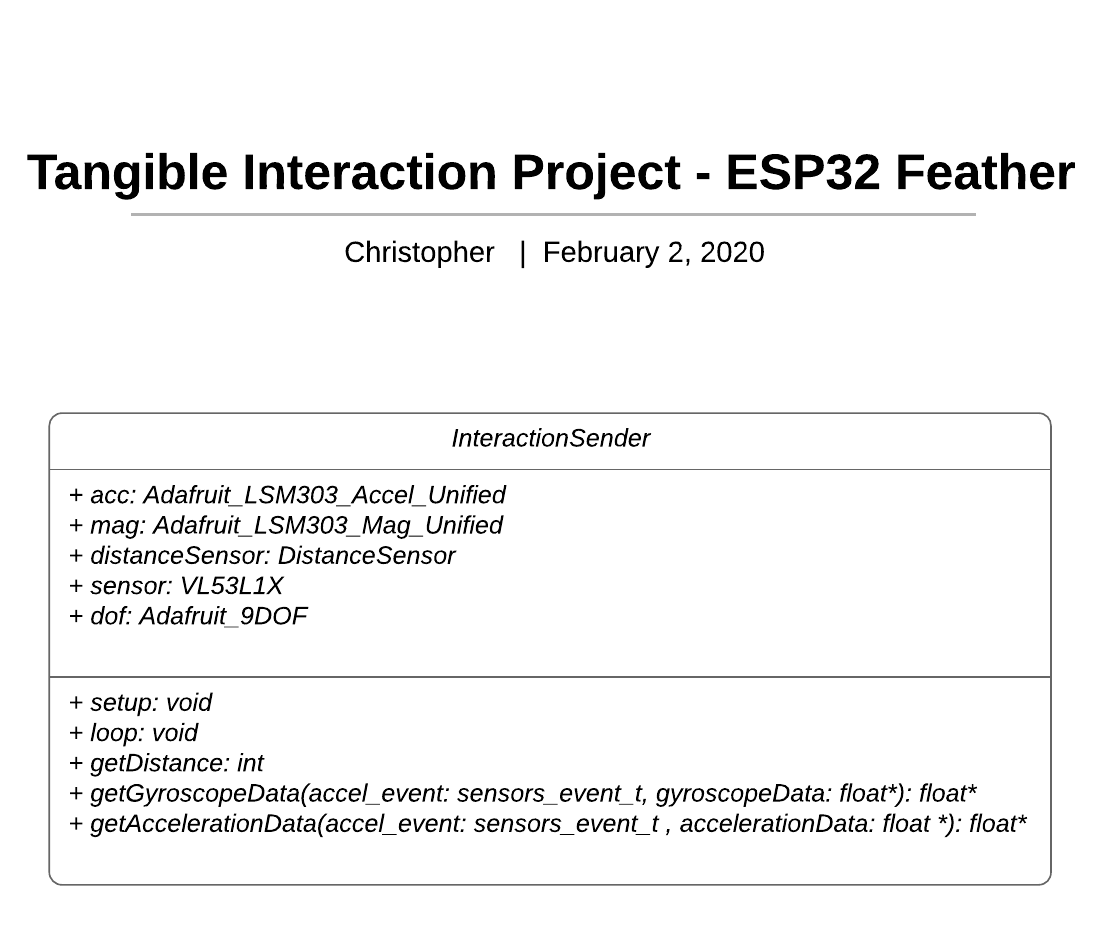 Tangible Interaction Project - ESP32 Feather
Christopher | February 2, 2020
InteractionSender
+ acc: Adafruit_LSM303_Accel_Unified
+ mag: Adafruit_LSM303_Mag_Unified
+ distanceSensor: DistanceSensor
+ sensor: VL53L1X
+ dof: Adafruit_9DOF
+ setup: void
+ loop: void
+ getDistance: int
+ getGyroscopeData(accel_event: sensors_event_t, gyroscopeData: float*): float*
+ getAccelerationData(accel_event: sensors_event_t , accelerationData: float *): float*